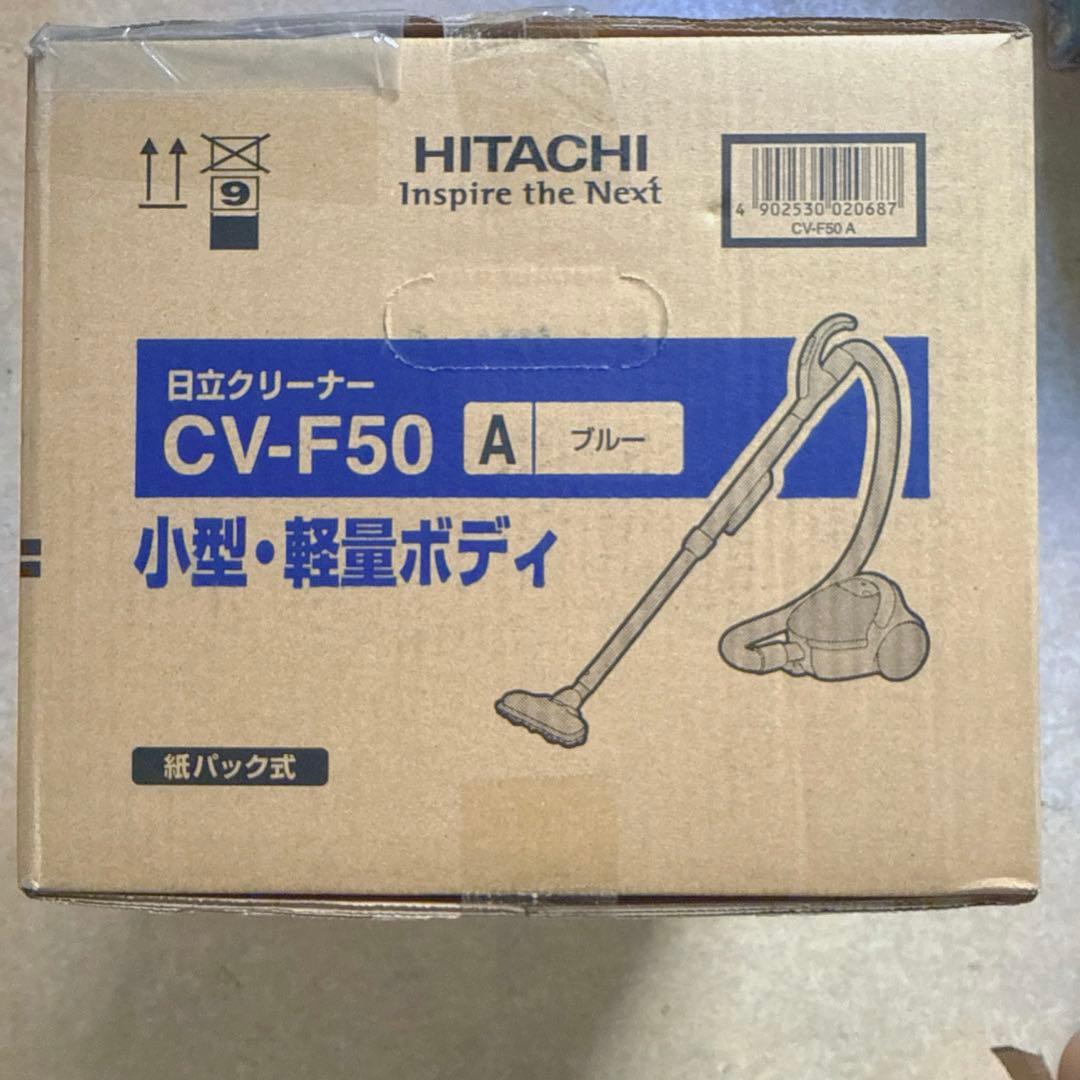 HITACHI
Inspire the Next
9
4 902530 020687
CV-F50 A
日立クリーナー
CV-F50 A ブルー
小型・軽量ボディ
紙パック式